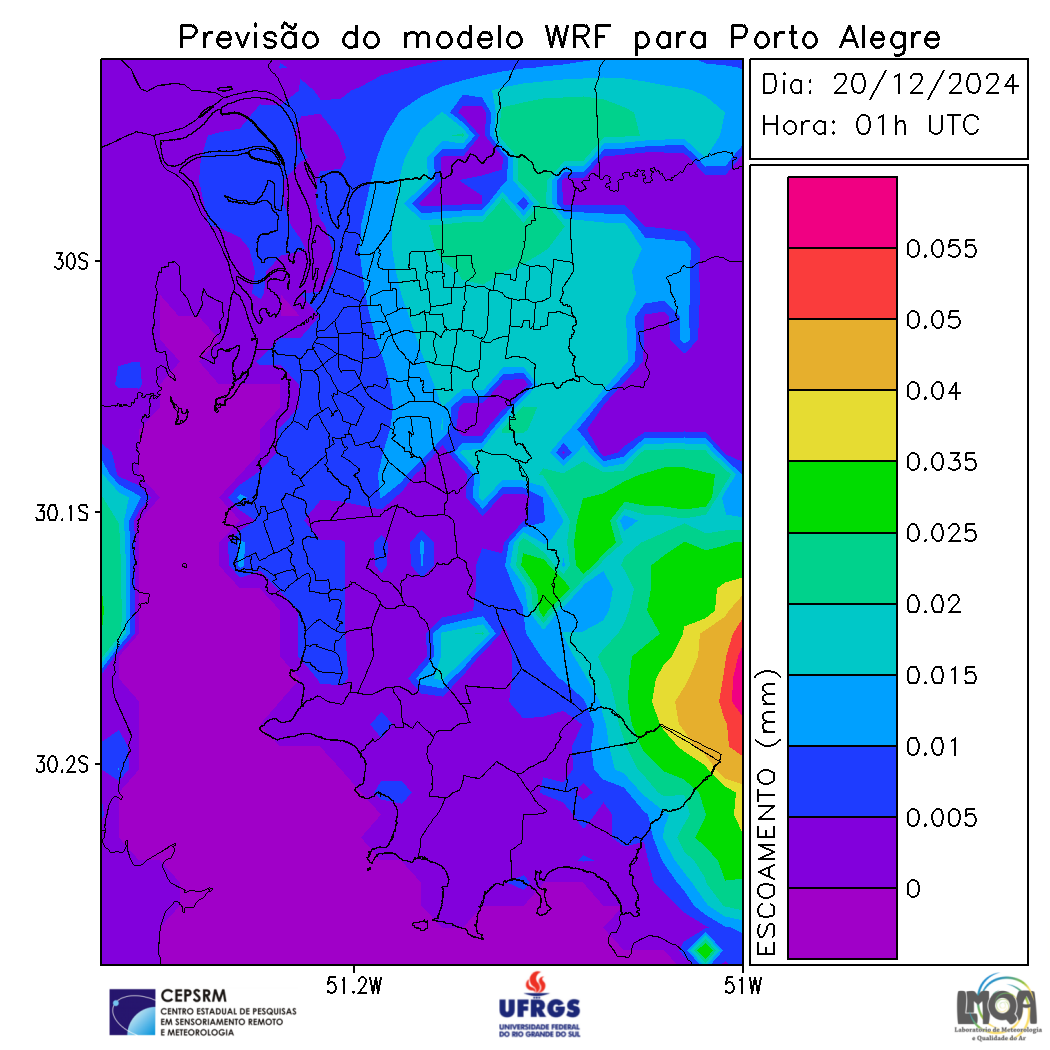 Previsão do modelo WRF para Porto Alegre
Dia: 20/12/2024
Hora: 01h UTC
30S
30.1S
30.2S
51.2W
51W
ESCOAMENTO (mm)
0.055
0.05
0.04
0.035
0.025
0.02
0.015
0.01
0.005
0
CEPSRM
CENTRO ESTADUAL DE PESQUISAS
EM SENSORIAMENTO REMOTO
E METEOROLOGIA
UFRGS
UNIVERSIDADE FEDERAL
DO RIO GRANDE DO SUL
LMQA
Laboratório de Meteorologia
e Qualidade do Ar